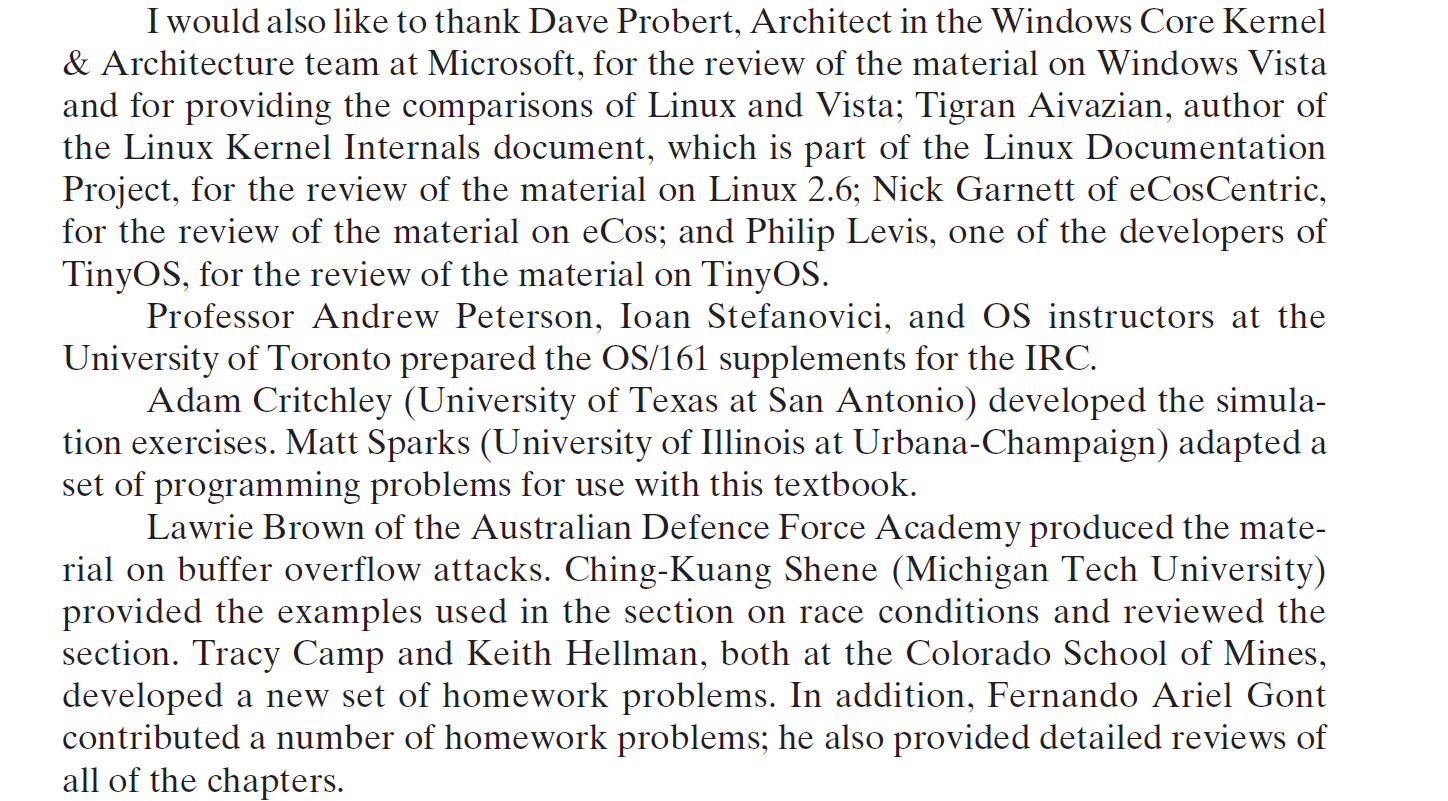 I would also like to thank Dave Probert, Architect in the Windows Core Kernel
& Architecture team at Microsoft, for the review of the material on Windows Vista
and for providing the comparisons of Linux and Vista; Tigran Aivazian, author of
the Linux Kernel Internals document, which is part of the Linux Documentation
Project, for the review of the material on Linux 2.6; Nick Garnett of eCosCentric,
for the review of the material on eCos; and Philip Levis, one of the developers of
TinyOS, for the review of the material on TinyOS.
Professor Andrew Peterson, Ioan Stefanovici, and OS instructors at the
University of Toronto prepared the OS/161 supplements for the IRC.
Adam Critchley (University of Texas at San Antonio) developed the simula-
tion exercises. Matt Sparks (University of Illinois at Urbana-Champaign) adapted a
set of programming problems for use with this textbook.
Lawrie Brown of the Australian Defence Force Academy produced the mate-
rial on buffer overflow attacks. Ching-Kuang Shene (Michigan Tech University)
provided the examples used in the section on race conditions and reviewed the
section. Tracy Camp and Keith Hellman, both at the Colorado School of Mines,
developed a new set of homework problems. In addition, Fernando Ariel Gont
contributed a number of homework problems; he also provided detailed reviews of
all of the chapters.